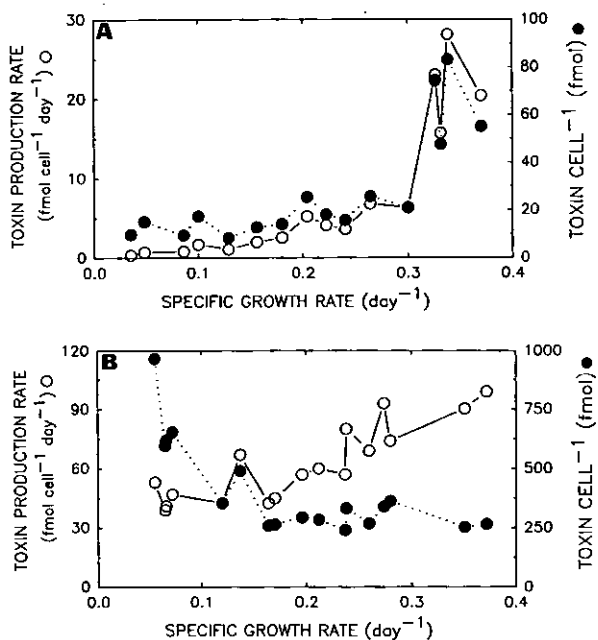 A
TOXIN PRODUCTION RATE
(fmol cell⁻¹ day⁻¹) O
30
20
10
0
100
80
60
40
20
0
TOXIN CELL⁻¹ (fmol) ●
0.0 0.1 0.2 0.3 0.4
SPECIFIC GROWTH RATE (day⁻¹)
B
TOXIN PRODUCTION RATE
(fmol cell⁻¹ day⁻¹) O
120
90
60
30
0
1000
750
500
250
0
TOXIN CELL⁻¹ (fmol) ●
0.0 0.1 0.2 0.3 0.4
SPECIFIC GROWTH RATE (day⁻¹)